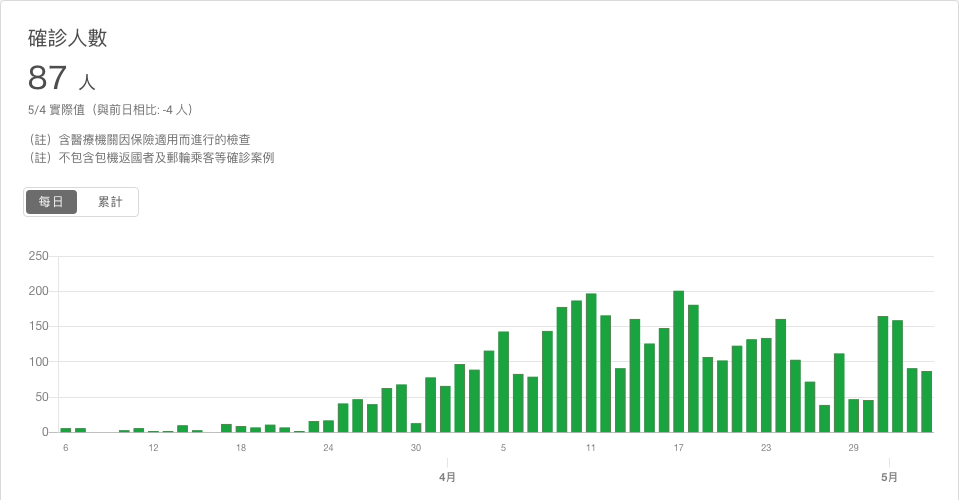 確診人數
87 人
5/4 實際值（與前日相比: -4 人）
（註）含醫療機關因保險適用而進行的檢查
（註）不包含包機返國者及郵輪乘客等確診案例
每日 累計
250
200
150
100
50
0
6 12 18 24 30 5 11 17 23 29
4月 5月